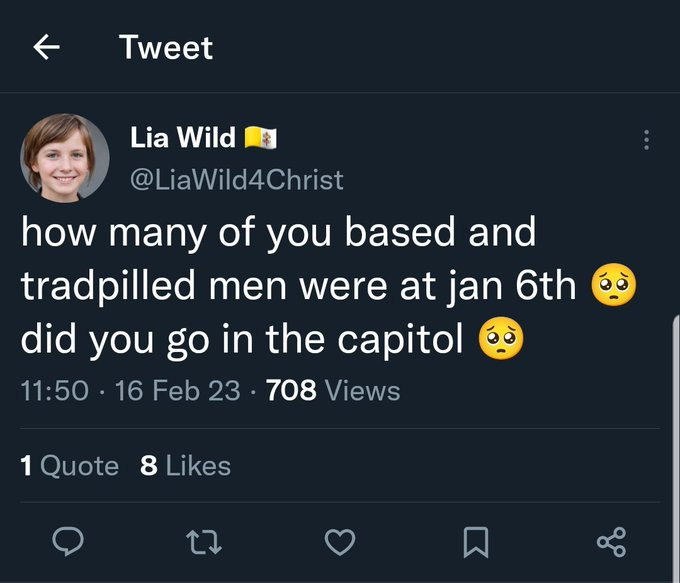 Tweet
Lia Wild 🇻🇦
@LiaWild4Christ
how many of you based and
tradpilled men were at jan 6th 🥺
did you go in the capitol 🥺
11:50 · 16 Feb 23 · 708 Views
1 Quote 8 Likes